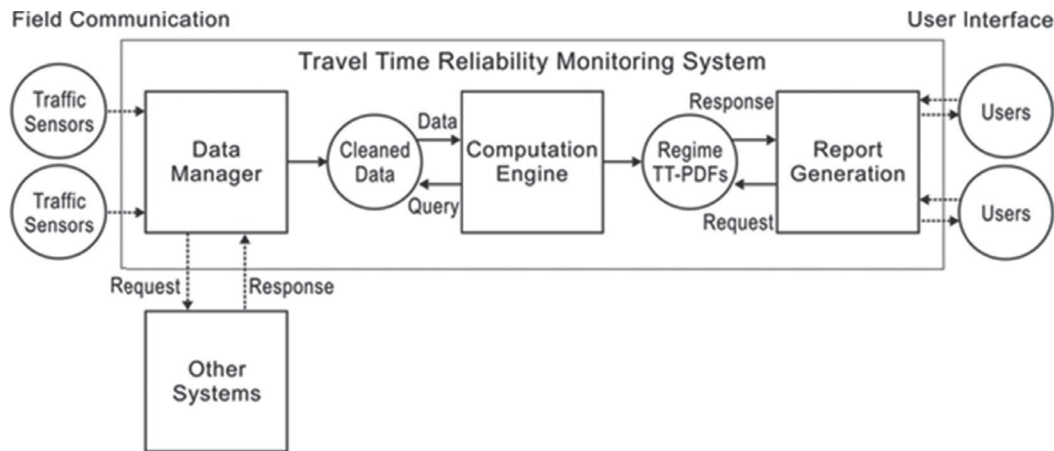 Field Communication
User Interface
Travel Time Reliability Monitoring System
Traffic
Sensors
Traffic
Sensors
Data
Manager
Cleaned
Data
Data
Query
Computation
Engine
Regime
TT-PDFs
Response
Request
Report
Generation
Users
Users
Request
Response
Other
Systems